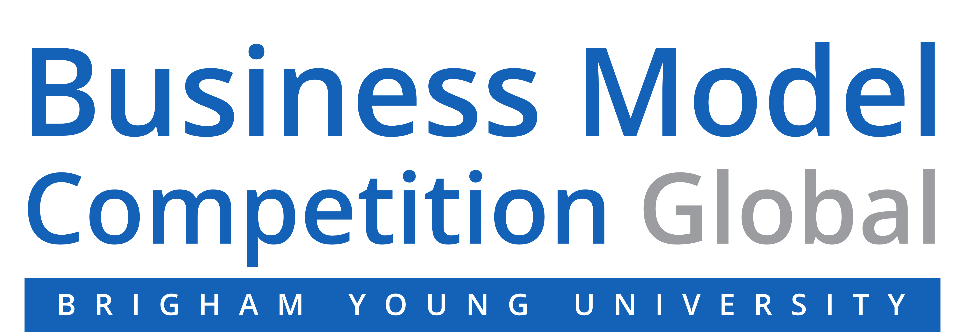 Business Model
Competition Global
BRIGHAM YOUNG UNIVERSITY